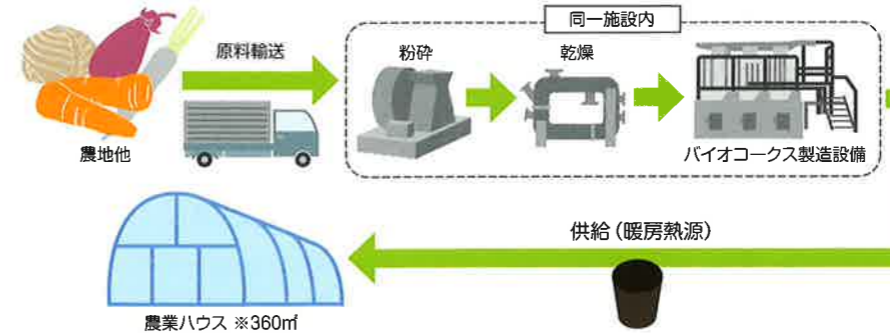 同一施設内
原料輸送
粉砕
乾燥
農地他
バイオコークス製造設備
供給(暖房熱源)
農業ハウス ※360㎡